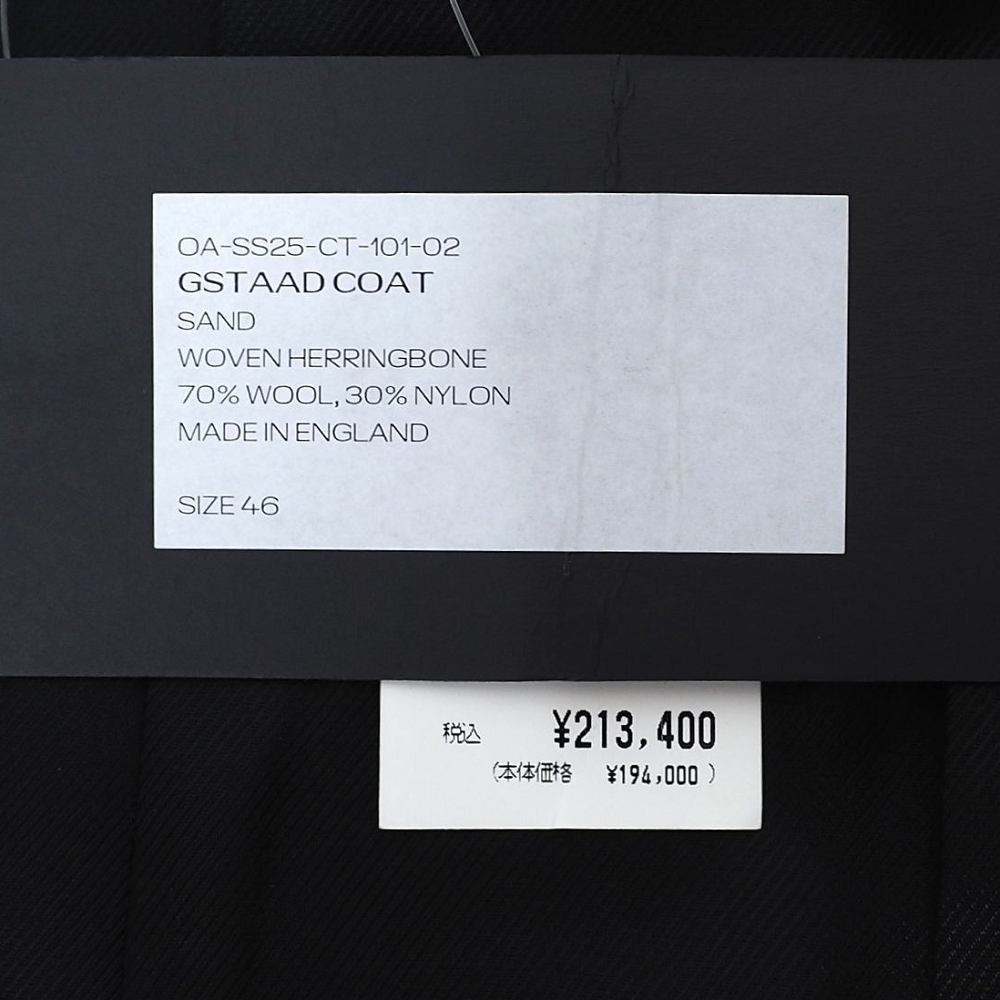 OA-SS25-CT-101-02
GSTAAD COAT
SAND
WOVEN HERRINGBONE
70% WOOL, 30% NYLON
MADE IN ENGLAND
SIZE 46
税込 ¥213,400
(本体価格 ¥194,000)